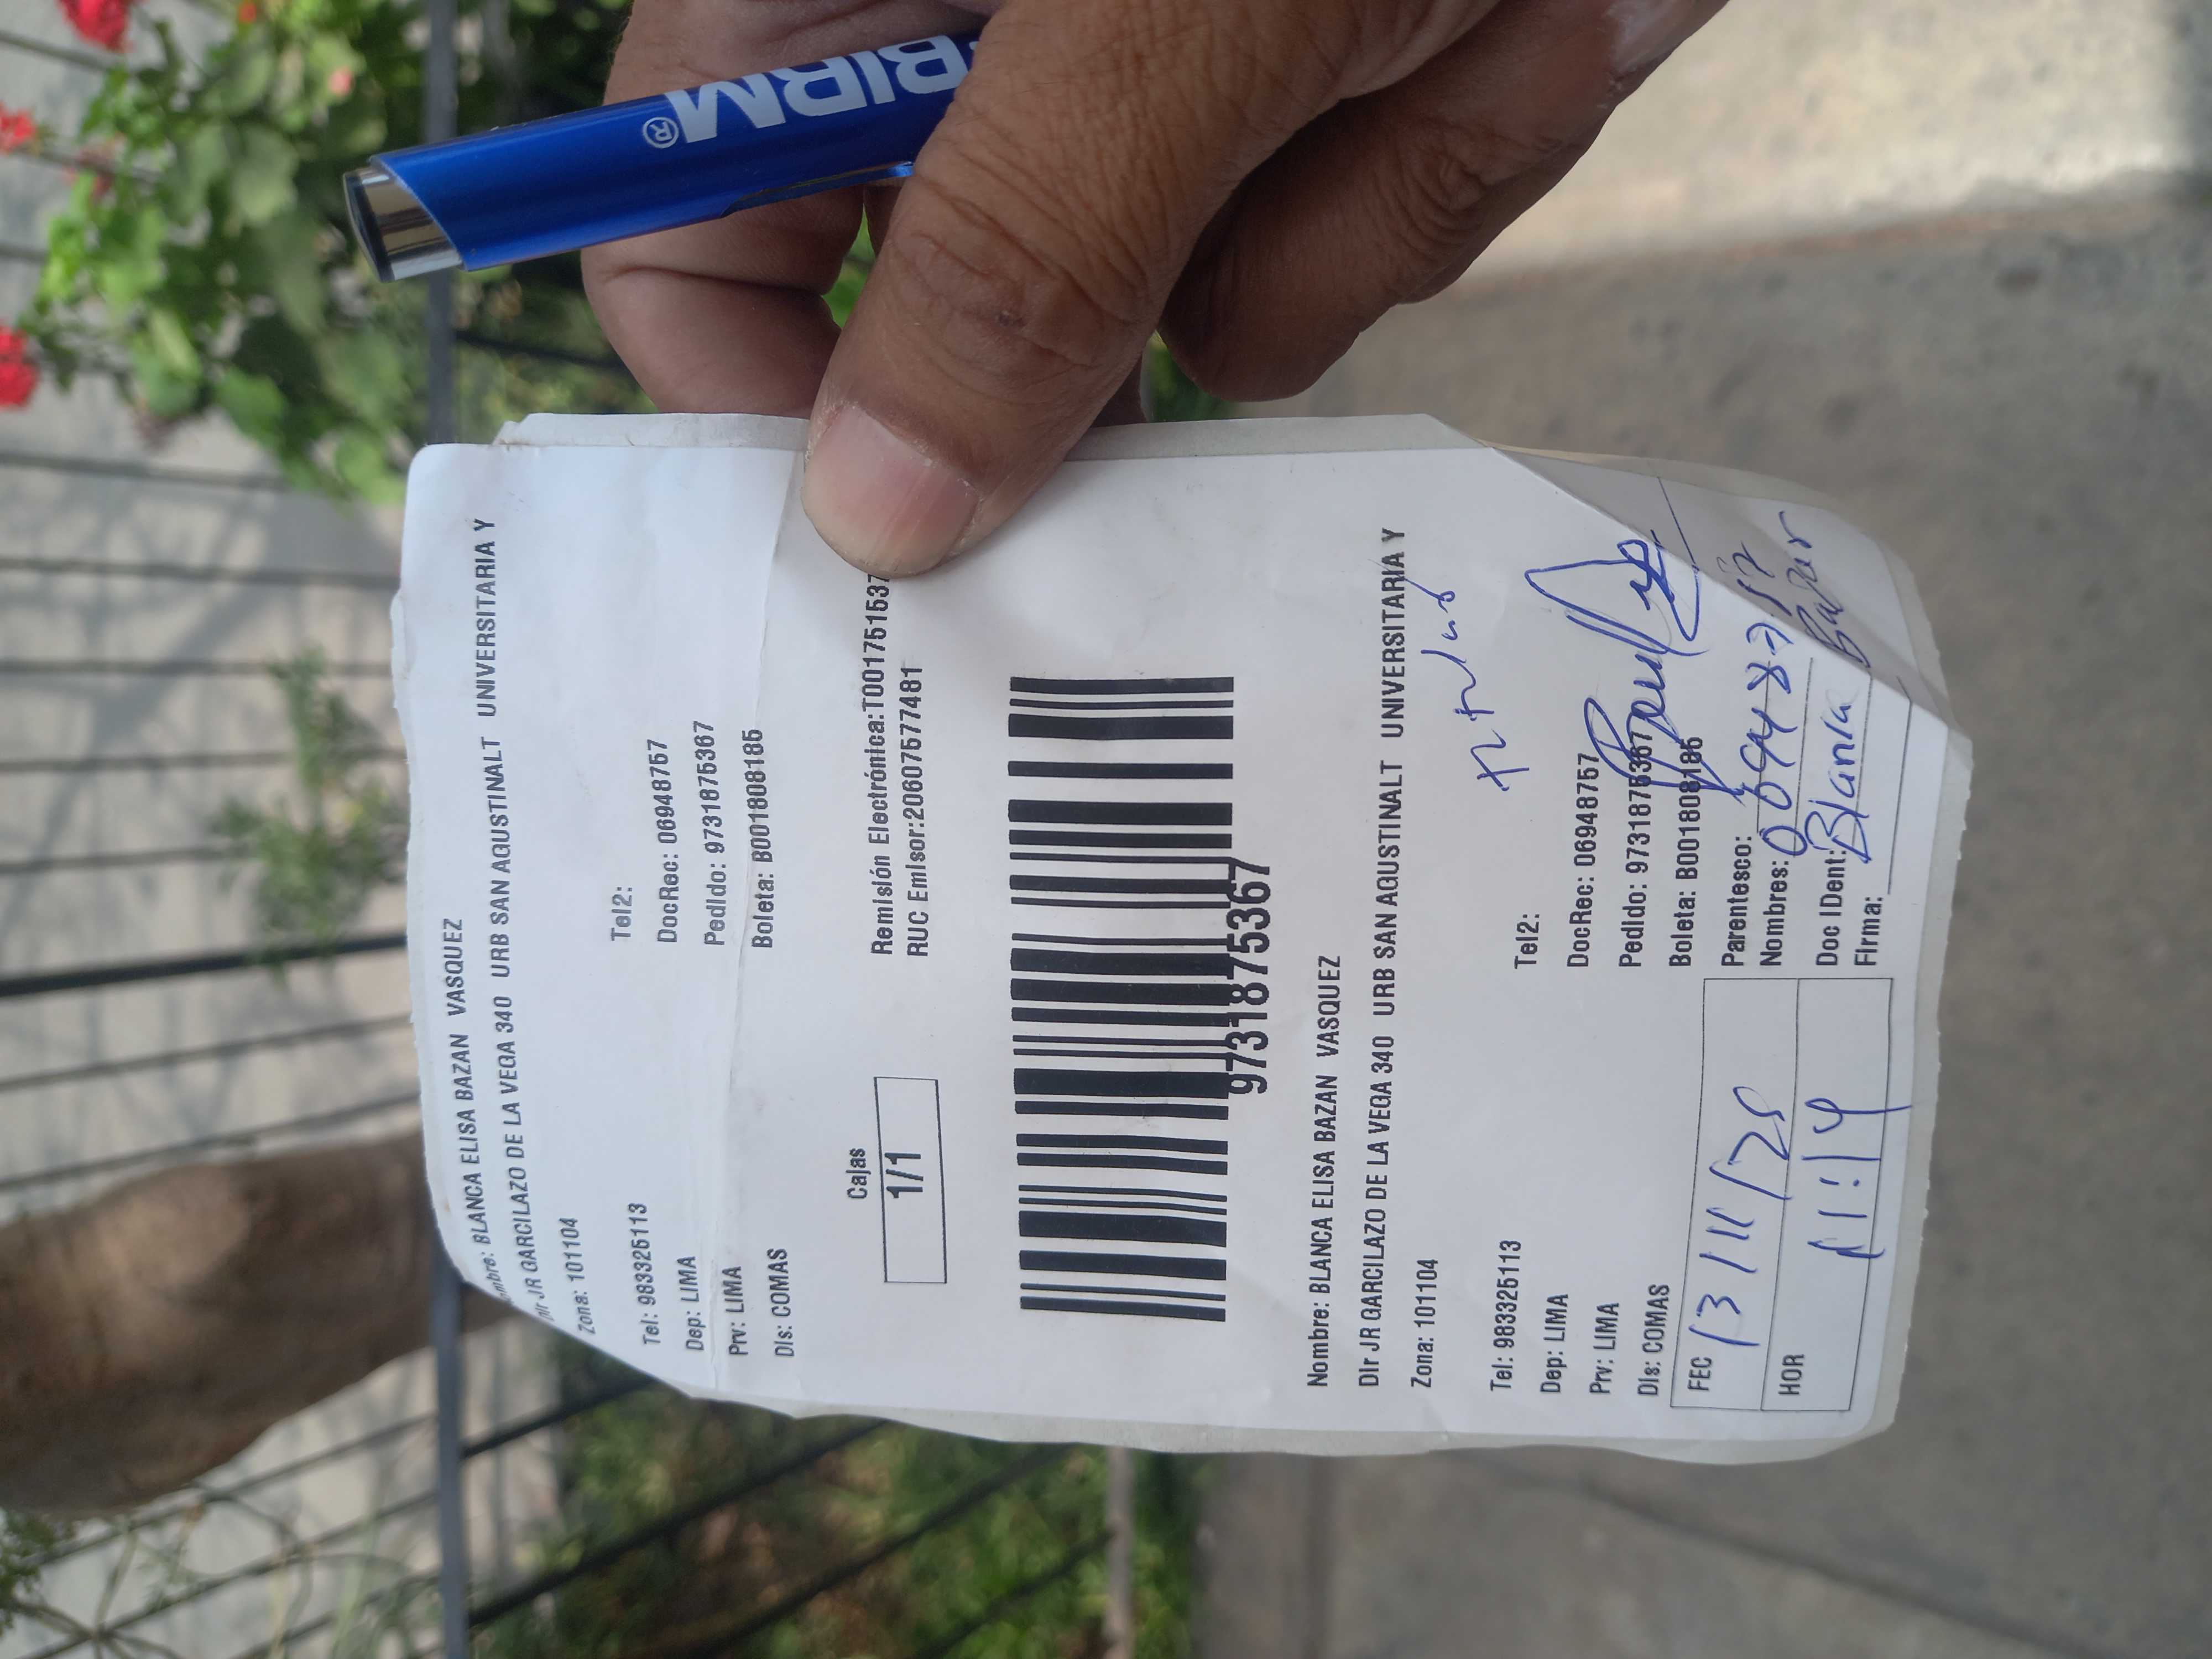 BIRM®
Nombre: BLANCA ELISA BAZAN VASQUEZ
Dir JR GARCILAZO DE LA VEGA 340 URB SAN AGUSTINALT UNIVERSITARIA Y
Zona: 101104
Tel: 983325113 Tel2:
Dep: LIMA DocRec: 06948757
Prv: LIMA Pedido: 9731875367
Dis: COMAS Boleta: B001808185
Cajas
1/1
Remisión Electrónica:T001751537
RUC Emisor:20607577481
9731875367
Nombre: BLANCA ELISA BAZAN VASQUEZ
Dir JR GARCILAZO DE LA VEGA 340 URB SAN AGUSTINALT UNIVERSITARIA Y
Zona: 101104
Tel: 983325113 Tel2:
Dep: LIMA DocRec: 06948757
Prv: LIMA Pedido: 9731875367
Dis: COMAS Boleta: B001808185
FEC 13/11/25 Parentesco:
Nombres:
HOR 11:14 Doc IDent: Blanca Bazan
Firma: